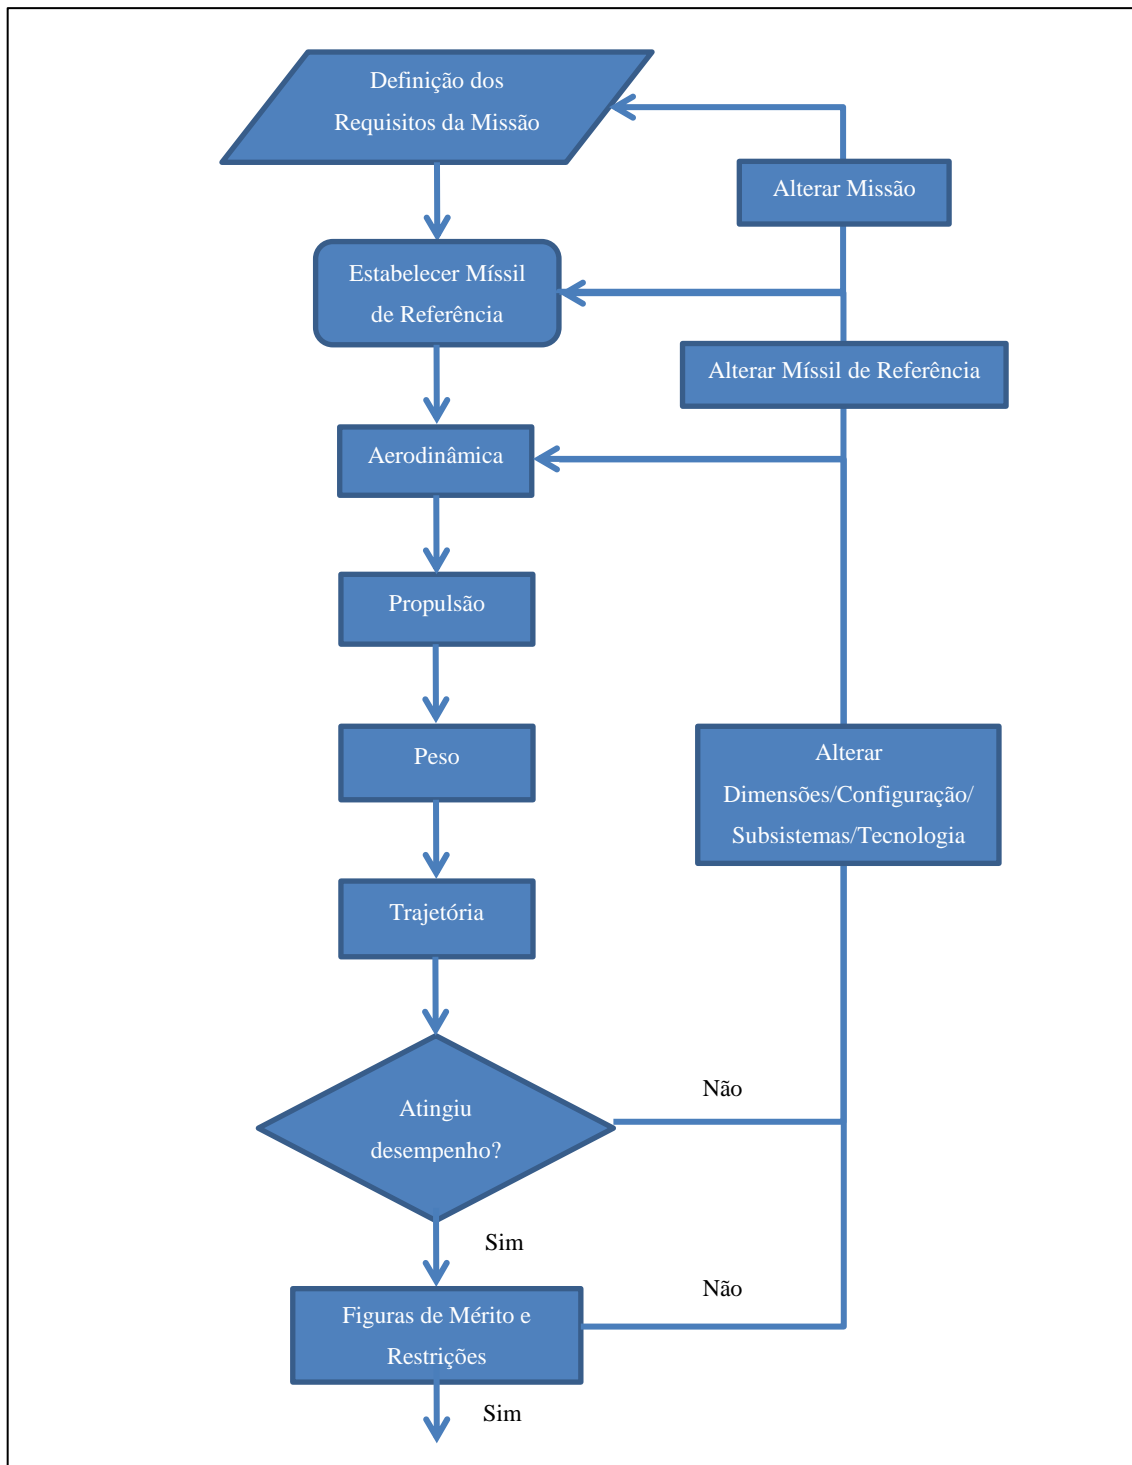 Definição dos
Requisitos da Missão
Alterar Missão
Estabelecer Míssil
de Referência
Alterar Míssil de Referência
Aerodinâmica
Propulsão
Peso
Alterar
Dimensões/Configuração/
Subsistemas/Tecnologia
Trajetória
Não
Atingiu
desempenho?
Sim
Não
Figuras de Mérito e
Restrições
Sim